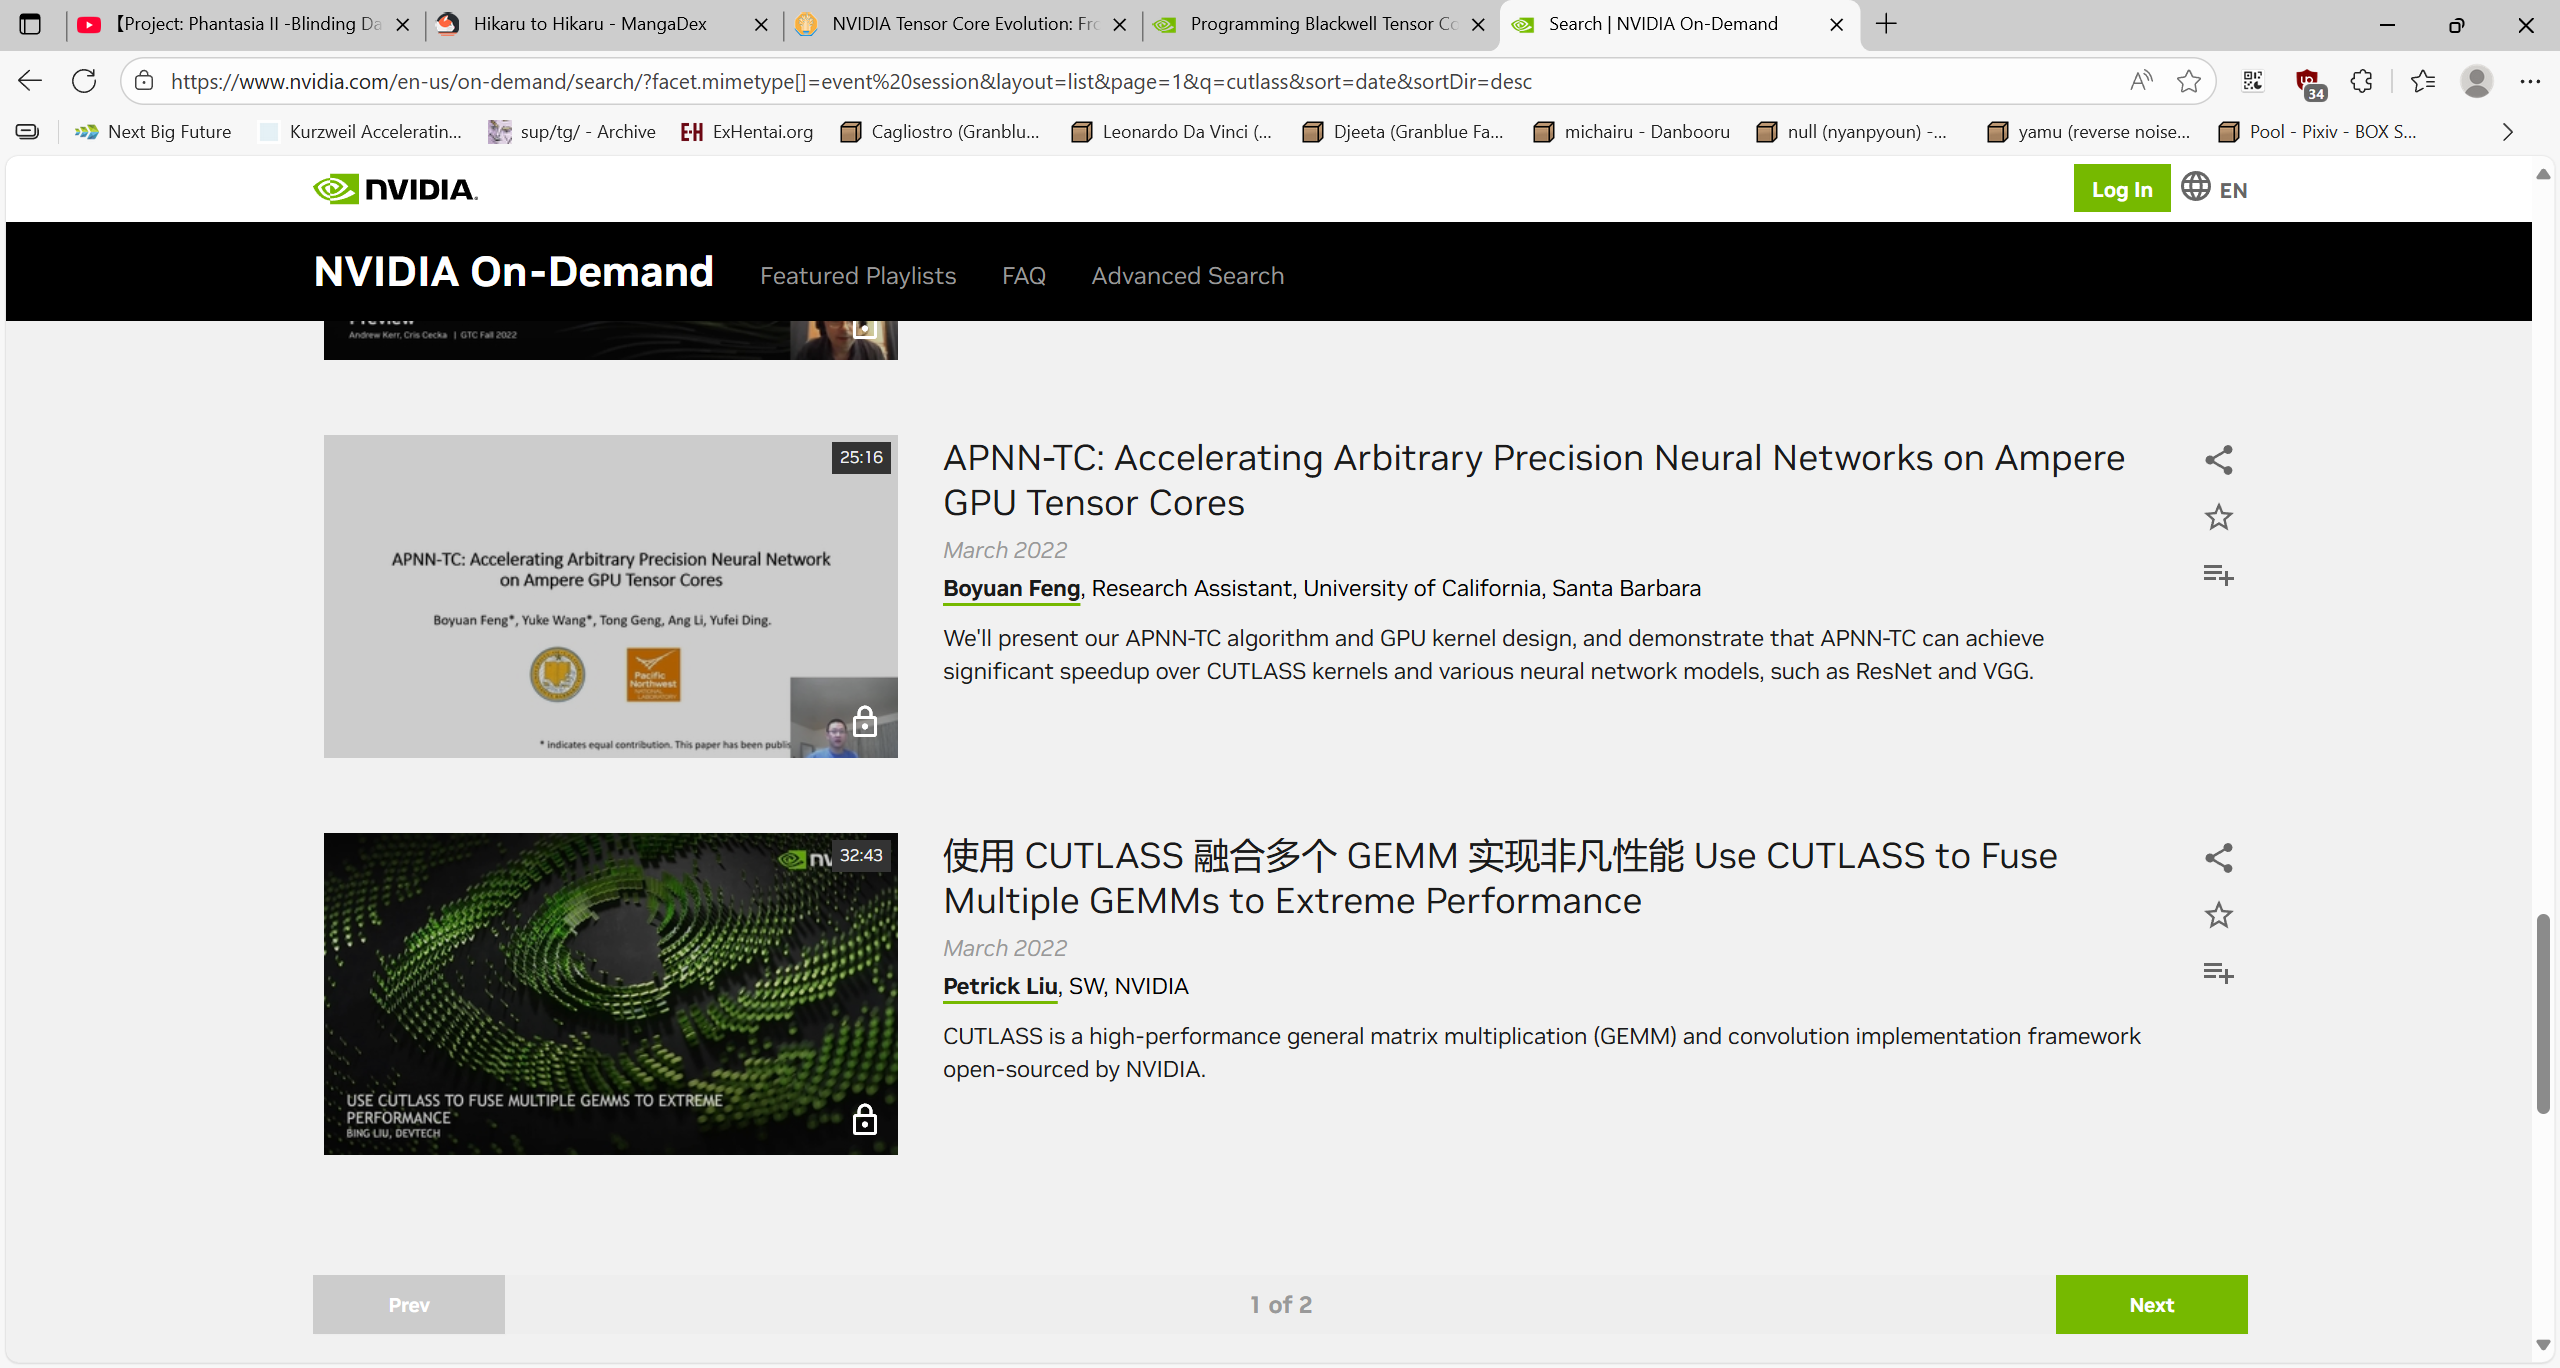 【Project: Phantasia II -Blinding Da
Hikaru to Hikaru - MangaDex
NVIDIA Tensor Core Evolution: Fro
Programming Blackwell Tensor Co
Search | NVIDIA On-Demand
https://www.nvidia.com/en-us/on-demand/search/?facet.mimetype[]=event%20session&layout=list&page=1&q=cutlass&sort=date&sortDir=desc
34
Next Big Future
Kurzweil Acceleratin...
sup/tg/ - Archive
E-H ExHentai.org
Cagliostro (Granblu...
Leonardo Da Vinci (...
Djeeta (Granblue Fa...
michairu - Danbooru
null (nyanpyoun) -...
yamu (reverse noise...
Pool - Pixiv - BOX S...
NVIDIA.
Log In
EN
NVIDIA On-Demand
Featured Playlists
FAQ
Advanced Search
Andrew Kerr, Cris Cecka | GTC Fall 2022
25:16
APNN-TC: Accelerating Arbitrary Precision Neural Network
on Ampere GPU Tensor Cores
Boyuan Feng*, Yuke Wang*, Tong Geng, Ang Li, Yufei Ding.
Pacific
Northwest
* indicates equal contribution. This paper has been publis
APNN-TC: Accelerating Arbitrary Precision Neural Networks on Ampere
GPU Tensor Cores
March 2022
Boyuan Feng, Research Assistant, University of California, Santa Barbara
We'll present our APNN-TC algorithm and GPU kernel design, and demonstrate that APNN-TC can achieve
significant speedup over CUTLASS kernels and various neural network models, such as ResNet and VGG.
32:43
USE CUTLASS TO FUSE MULTIPLE GEMMS TO EXTREME
PERFORMANCE
BING LIU, DEVTECH
使用 CUTLASS 融合多个 GEMM 实现非凡性能 Use CUTLASS to Fuse
Multiple GEMMs to Extreme Performance
March 2022
Petrick Liu, SW, NVIDIA
CUTLASS is a high-performance general matrix multiplication (GEMM) and convolution implementation framework
open-sourced by NVIDIA.
Prev
1 of 2
Next